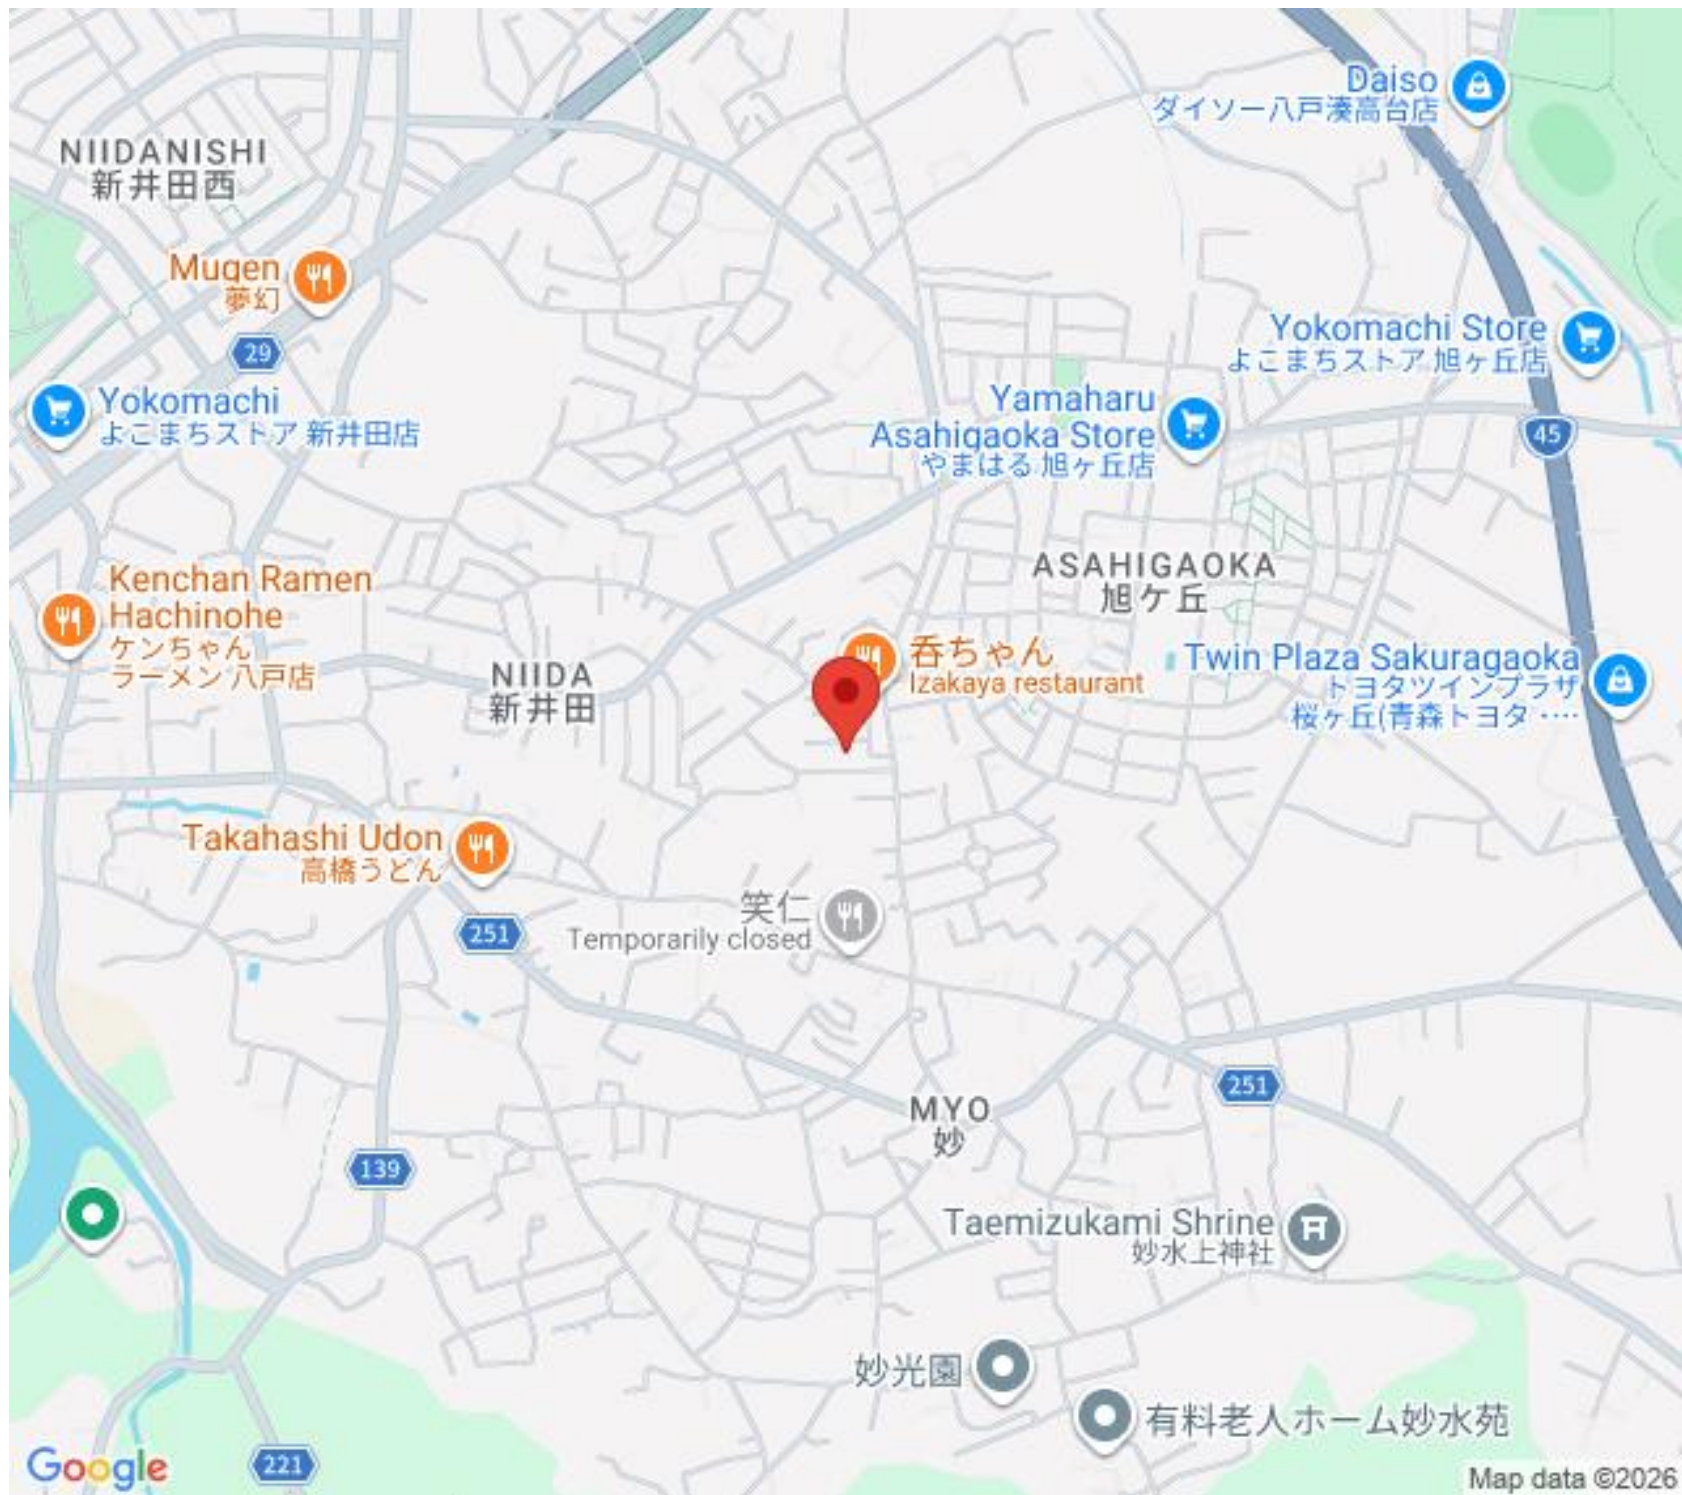 Daiso
ダイソー八戸湊高台店
NIIDANISHI
新井田西
Mugen
夢幻
29
Yokomachi Store
よこまちストア 旭ヶ丘店
Yokomachi
よこまちストア 新井田店
Yamaharu
Asahigaoka Store
やまはる 旭ヶ丘店
45
ASAHIGAOKA
旭ケ丘
Kenchan Ramen
Hachinohe
ケンちゃん
ラーメン 八戸店
呑ちゃん
Izakaya restaurant
NIIDA
新井田
Twin Plaza Sakuragaoka
トヨタツインプラザ
桜ヶ丘(青森トヨタ ····
Takahashi Udon
高橋うどん
笑仁
Temporarily closed
251
251
MYO
妙
139
Taemizukami Shrine
妙水上神社
妙光園
有料老人ホーム妙水苑
221
Google
Map data ©2026